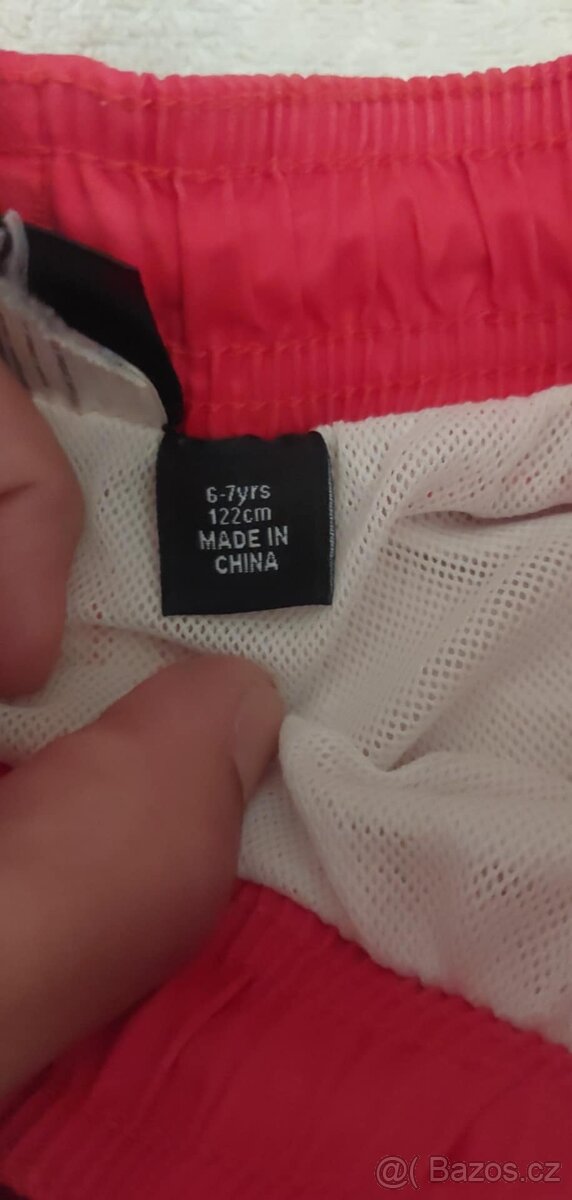 6-7yrs
122cm
MADE IN
CHINA
@( Bazos.cz